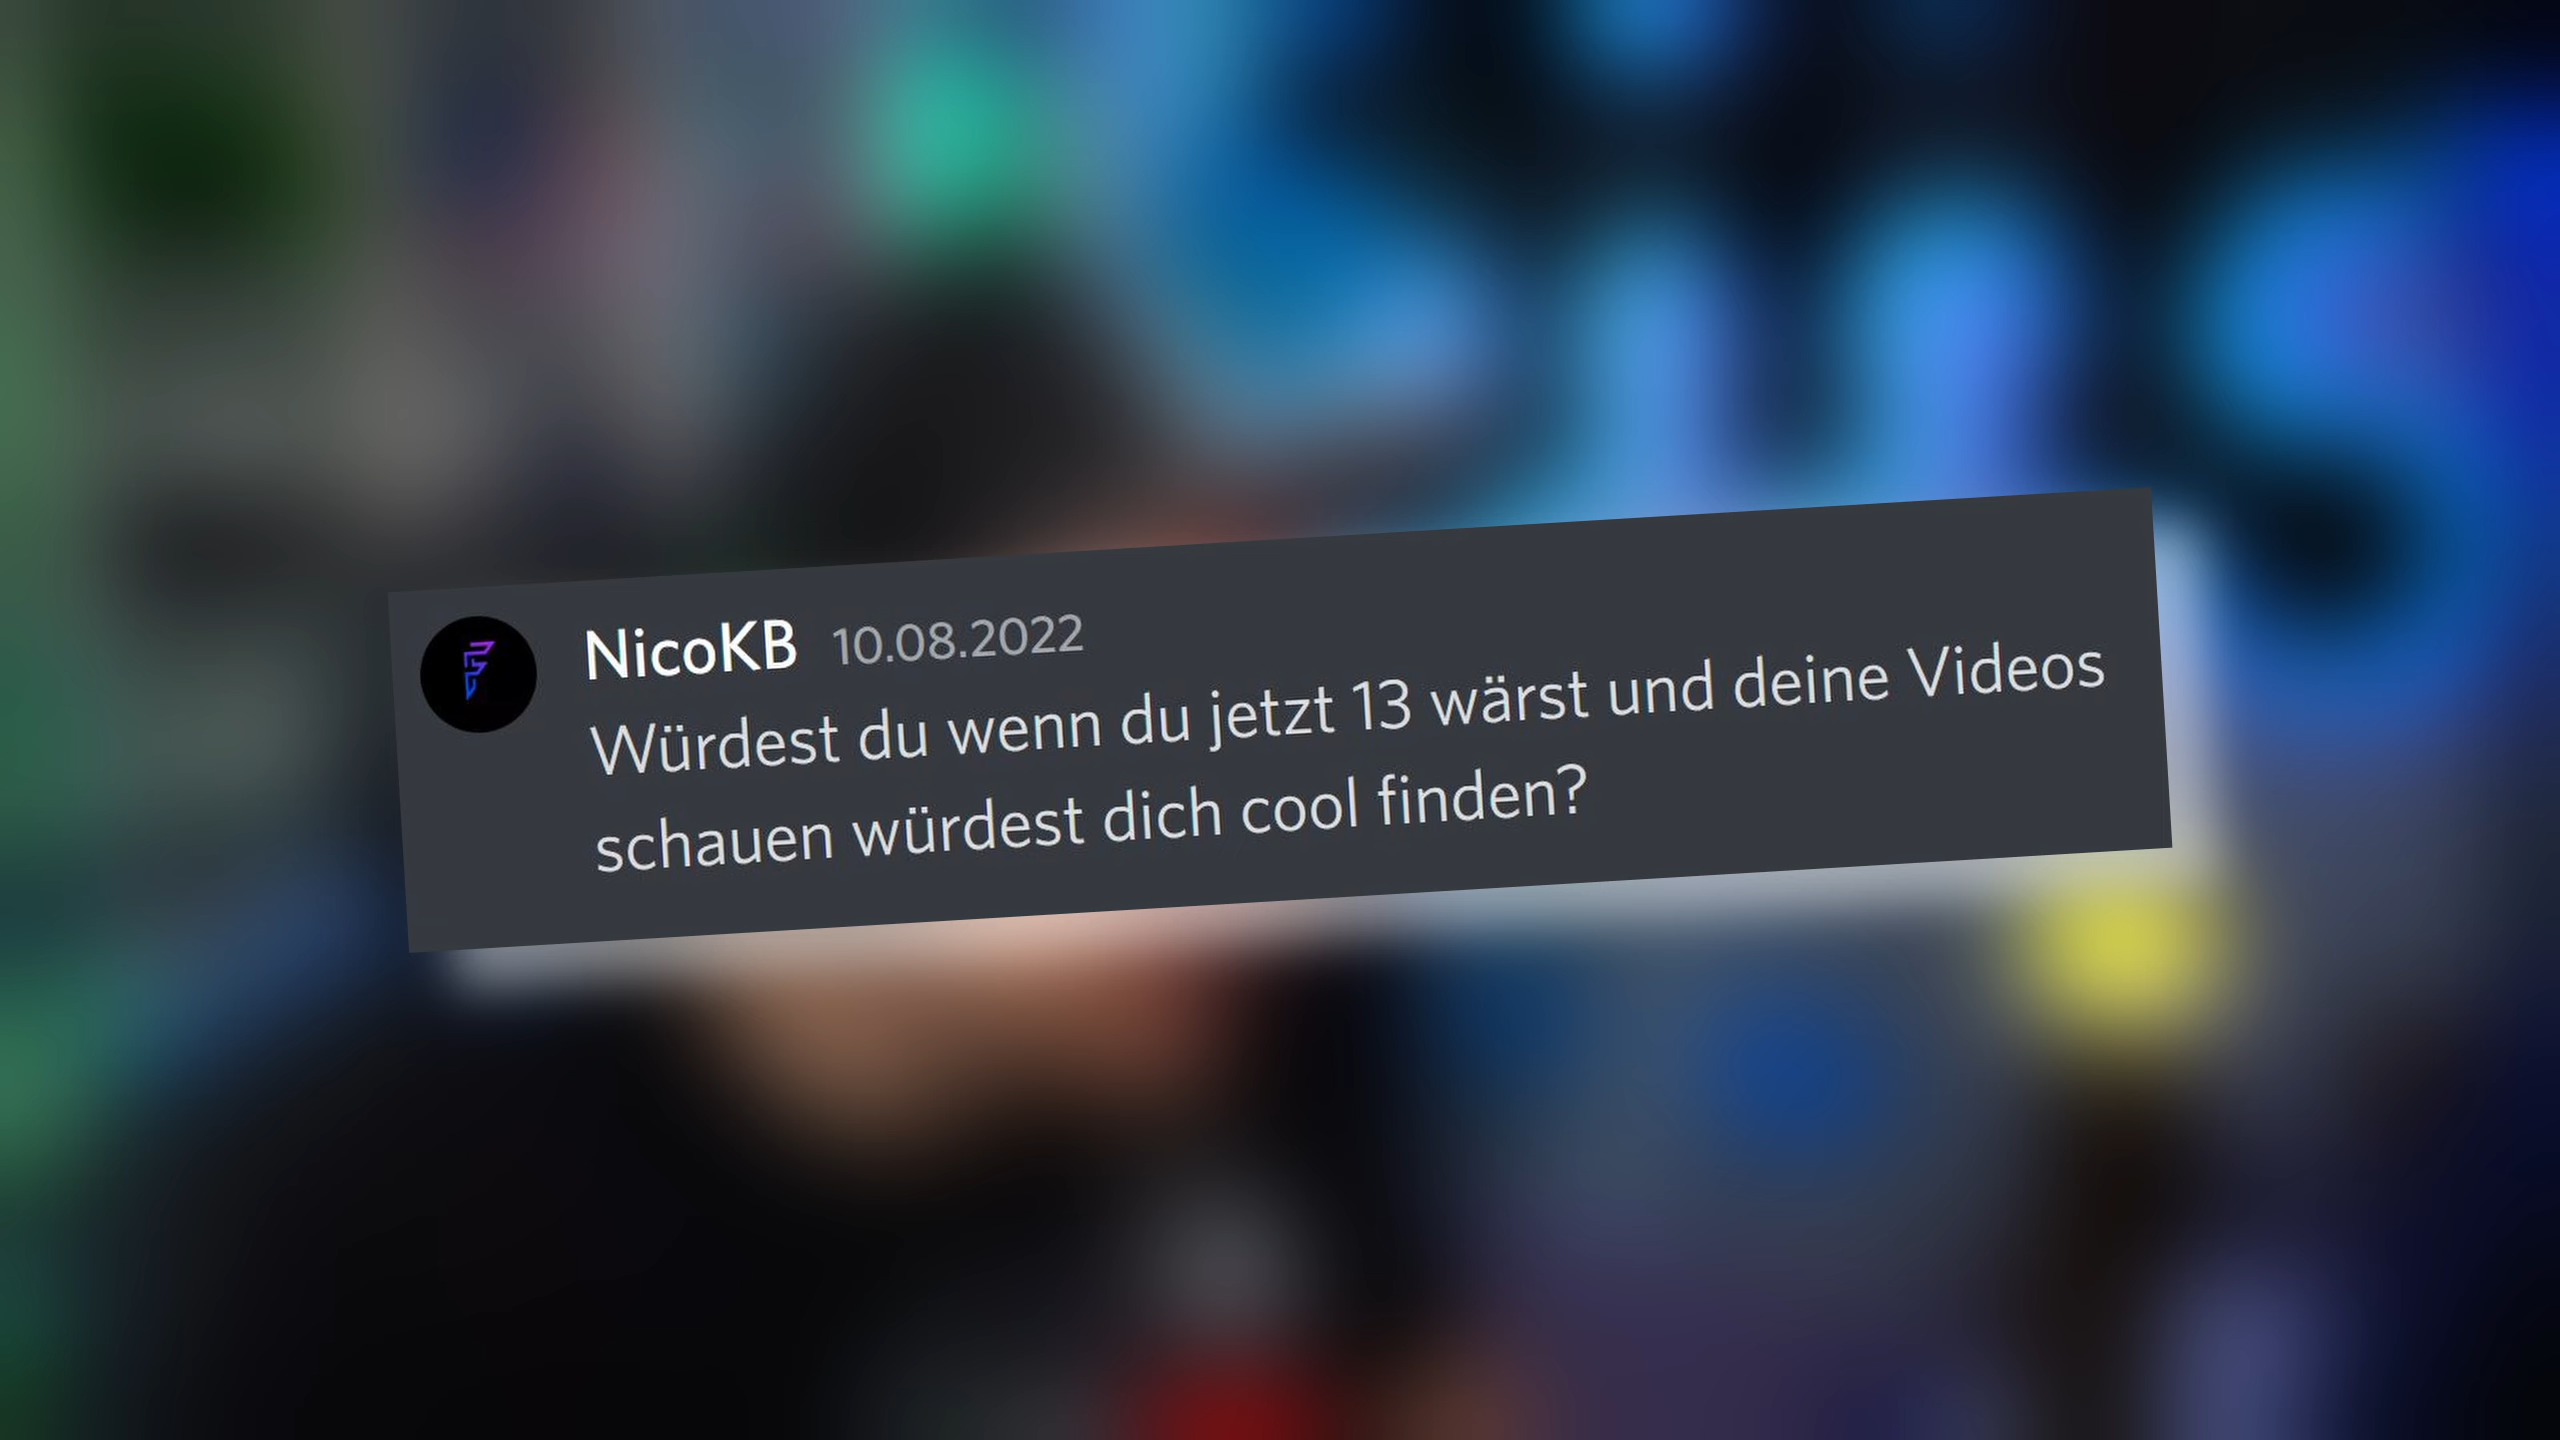 NicoKB 10.08.2022
Würdest du wenn du jetzt 13 wärst und deine Videos
schauen würdest dich cool finden?